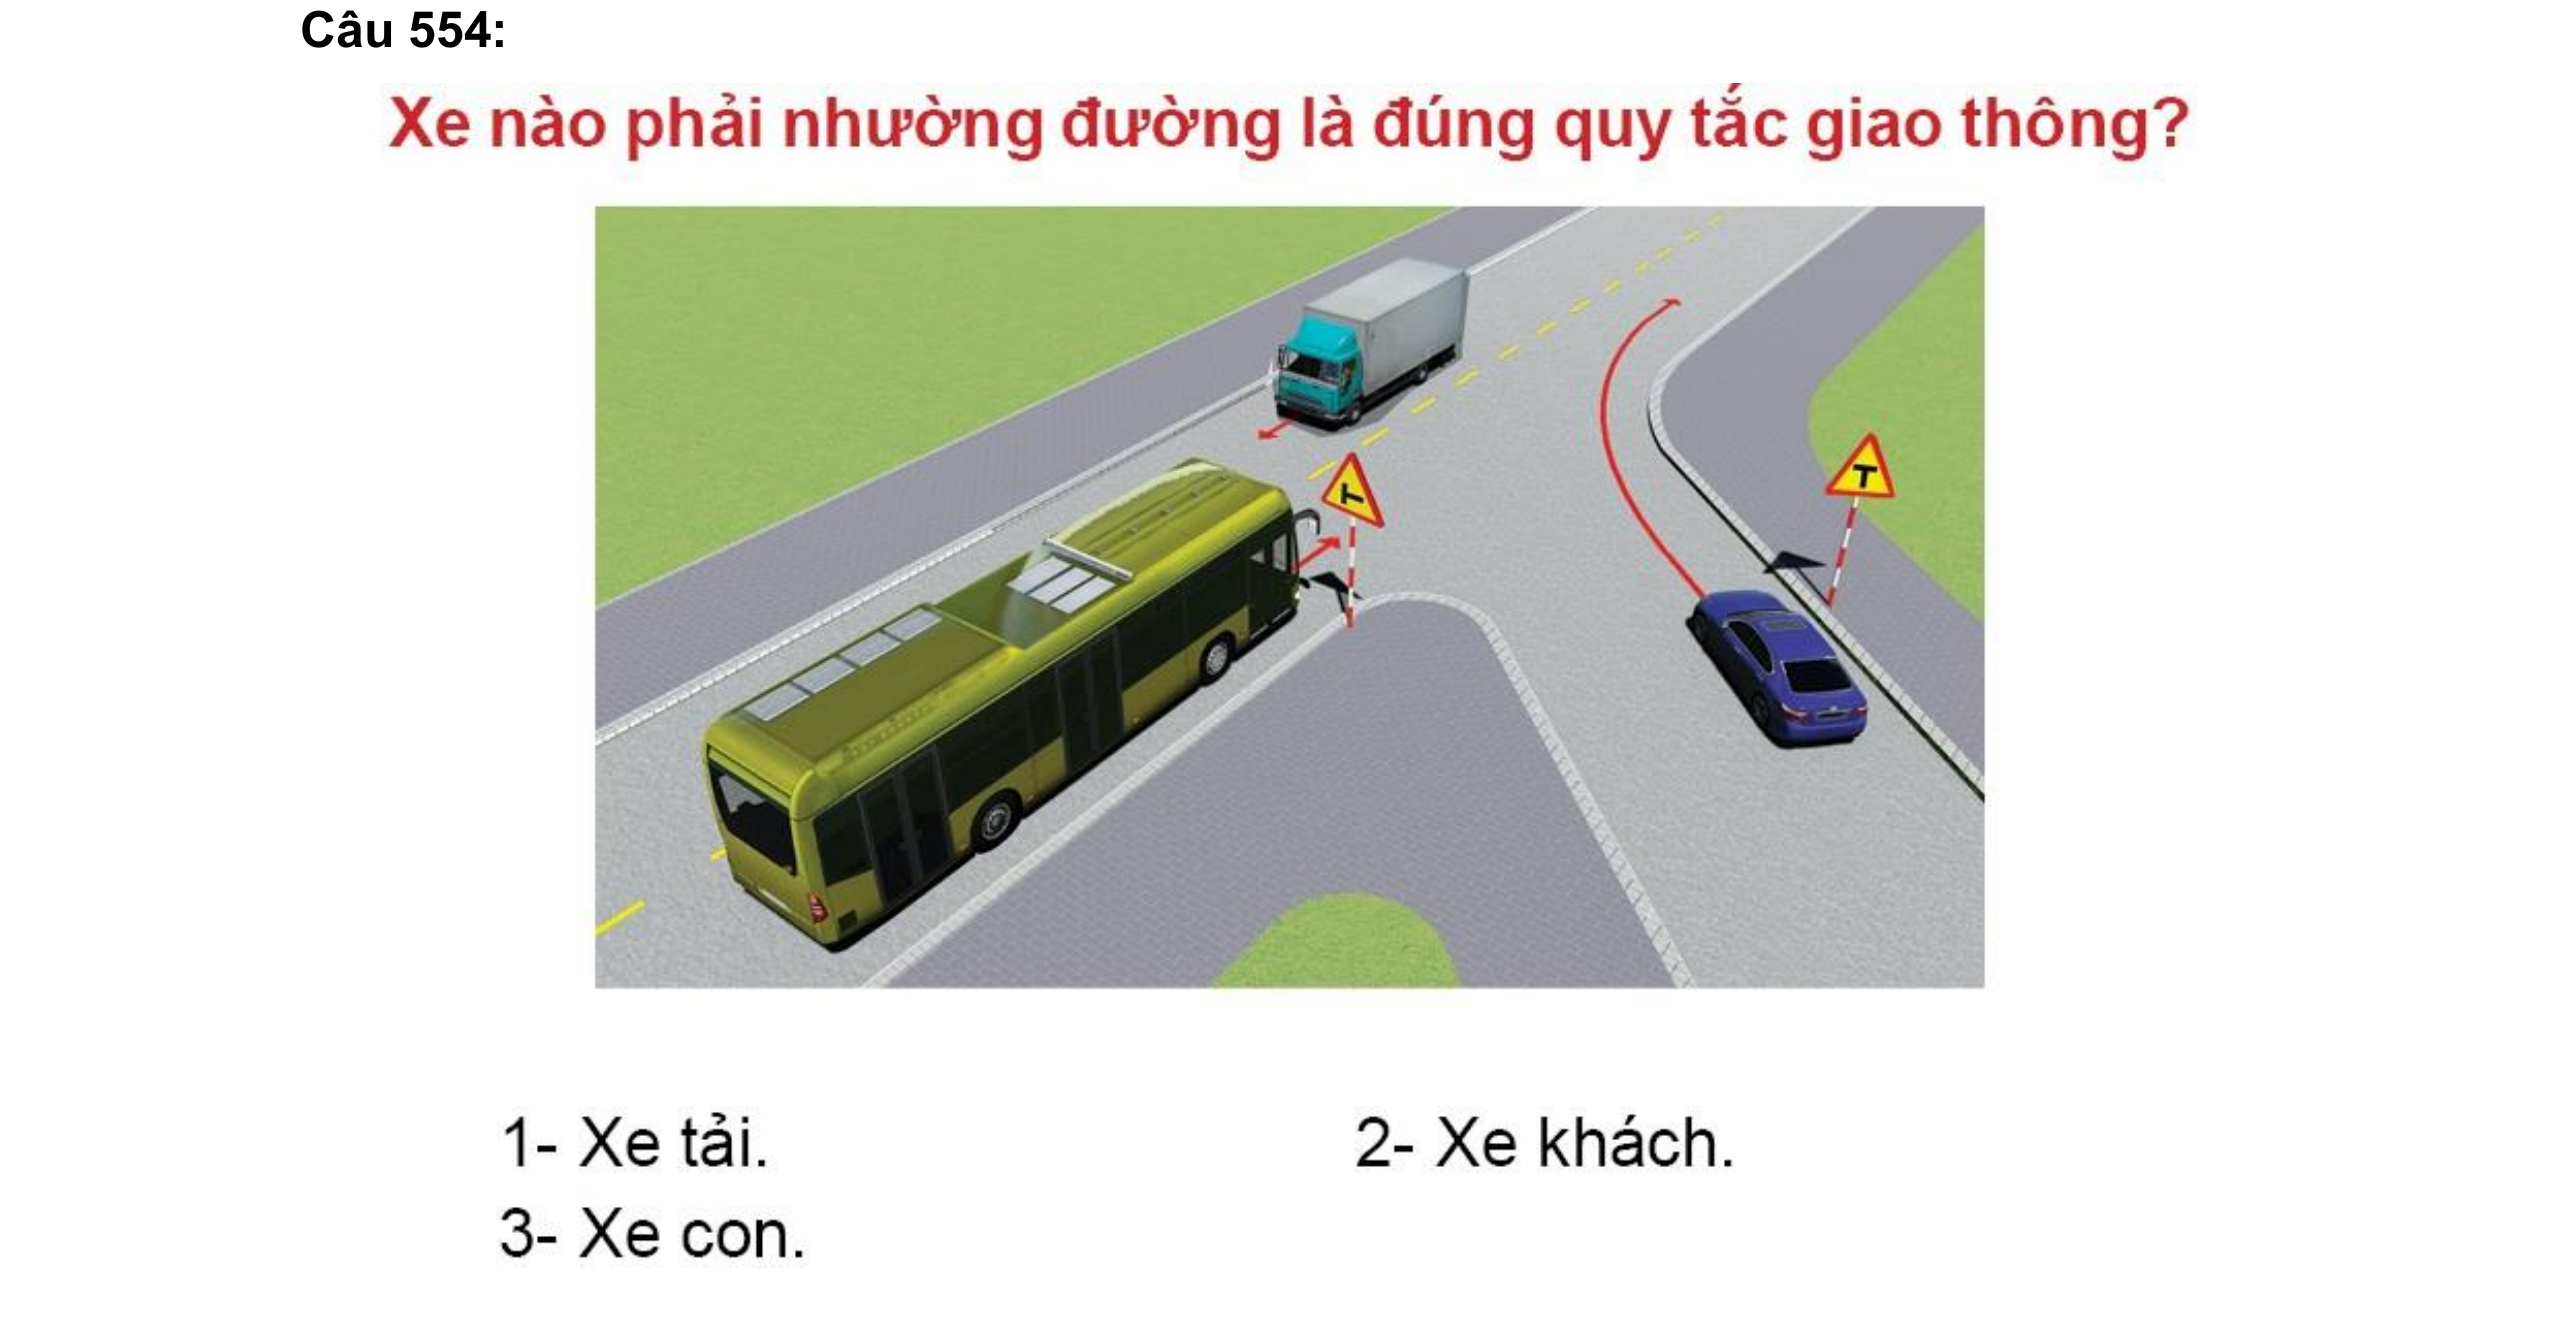 Câu 554:
Xe nào phải nhường đường là đúng quy tắc giao thông?
1- Xe tải.
2- Xe khách.
3- Xe con.